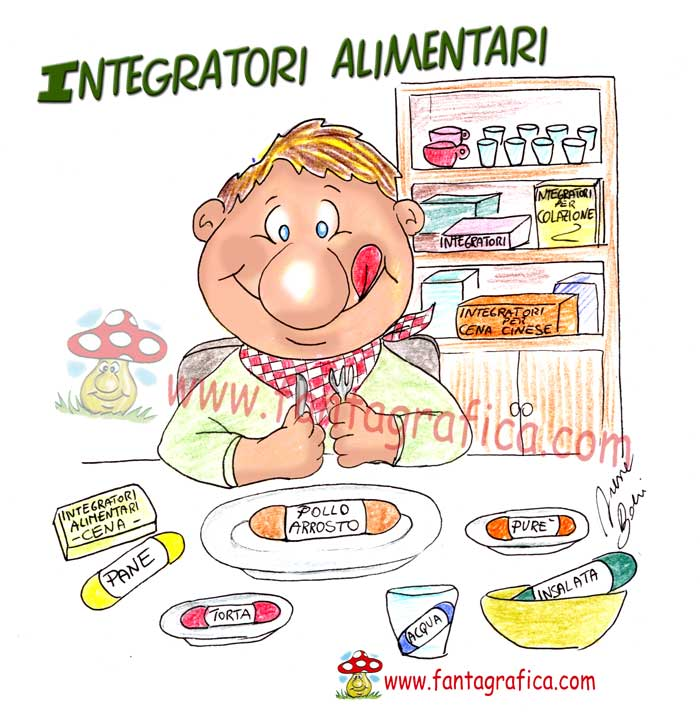 INTEGRATORI ALIMENTARI
INTEGRATORI
PER
COLAZIONE
INTEGRATORI
INTEGRATORI
PER
CENA CINESE
www.fantagrafica.com
INTEGRATORI
ALIMENTARI
-CENA-
PANE
POLLO
ARROSTO
PURE'
TORTA
ACQUA
INSALATA
www.fantagrafica.com